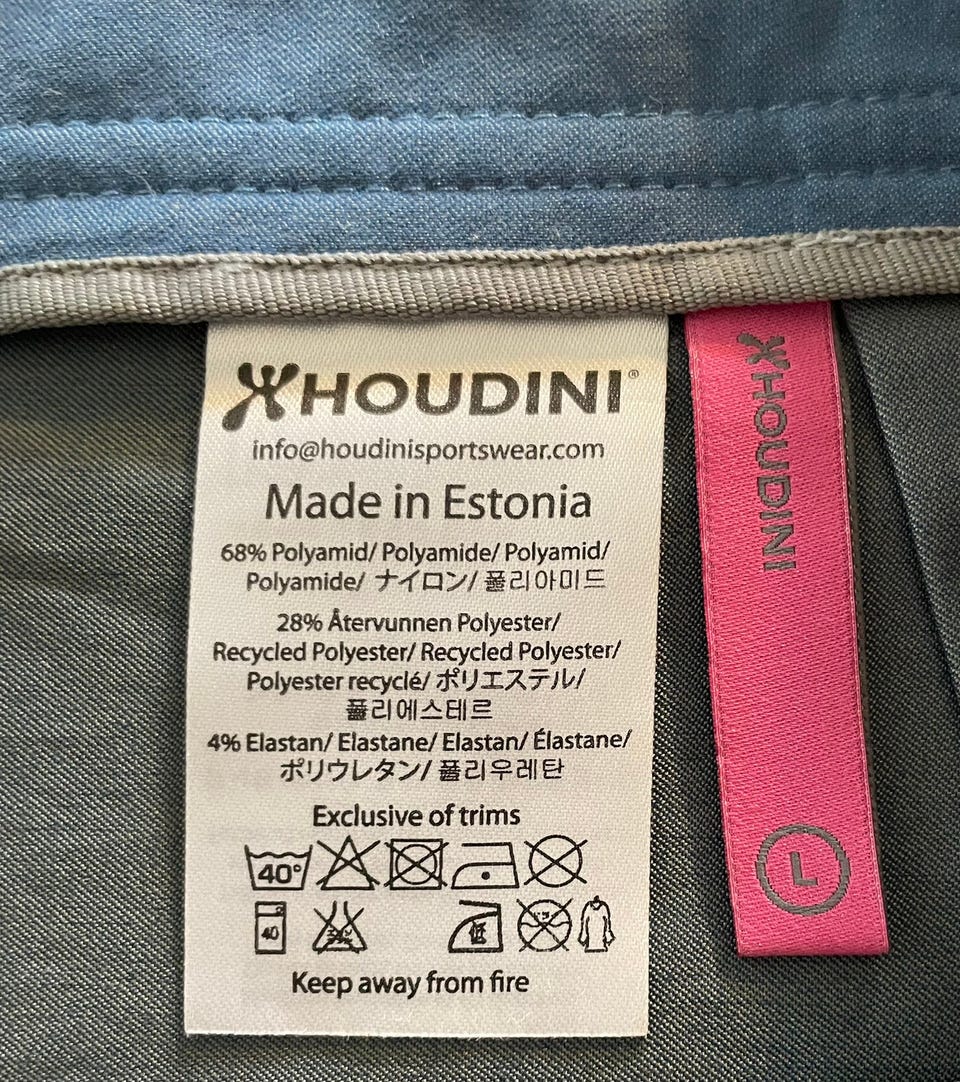 HOUDINI®
info@houdinisportswear.com
Made in Estonia
68% Polyamid/ Polyamide/ Polyamid/
Polyamide/ ナイロン/ 폴리아미드
28% Återvunnen Polyester/
Recycled Polyester/ Recycled Polyester/
Polyester recyclé/ ポリエステル/
폴리에스테르
4% Elastan/ Elastane/ Elastan/ Élastane/
ポリウレタン/ 폴리우레탄
Exclusive of trims
40°
40
Keep away from fire
HOUDINI
L